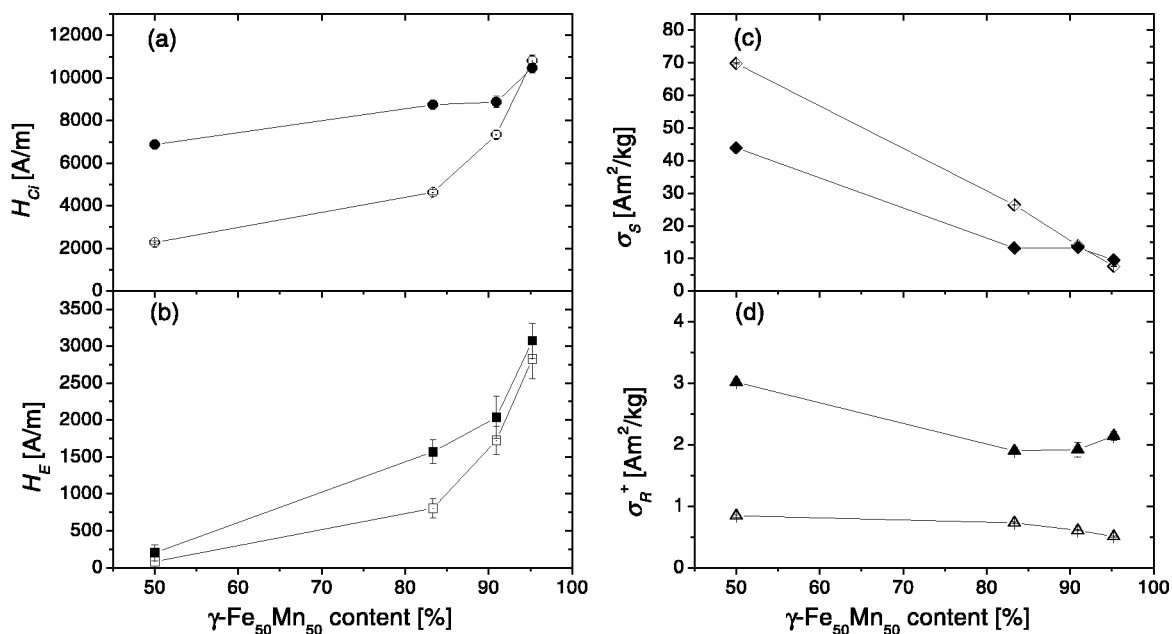 (a)
12000
10000
8000
6000
4000
2000
0
H_Ci [A/m]
(b)
3500
3000
2500
2000
1500
1000
500
0
H_E [A/m]
50 60 70 80 90 100
γ-Fe₅₀Mn₅₀ content [%]
(c)
80
70
60
50
40
30
20
10
0
σ_S [Am²/kg]
(d)
4
3
2
1
0
σ_R⁺ [Am²/kg]
50 60 70 80 90 100
γ-Fe₅₀Mn₅₀ content [%]